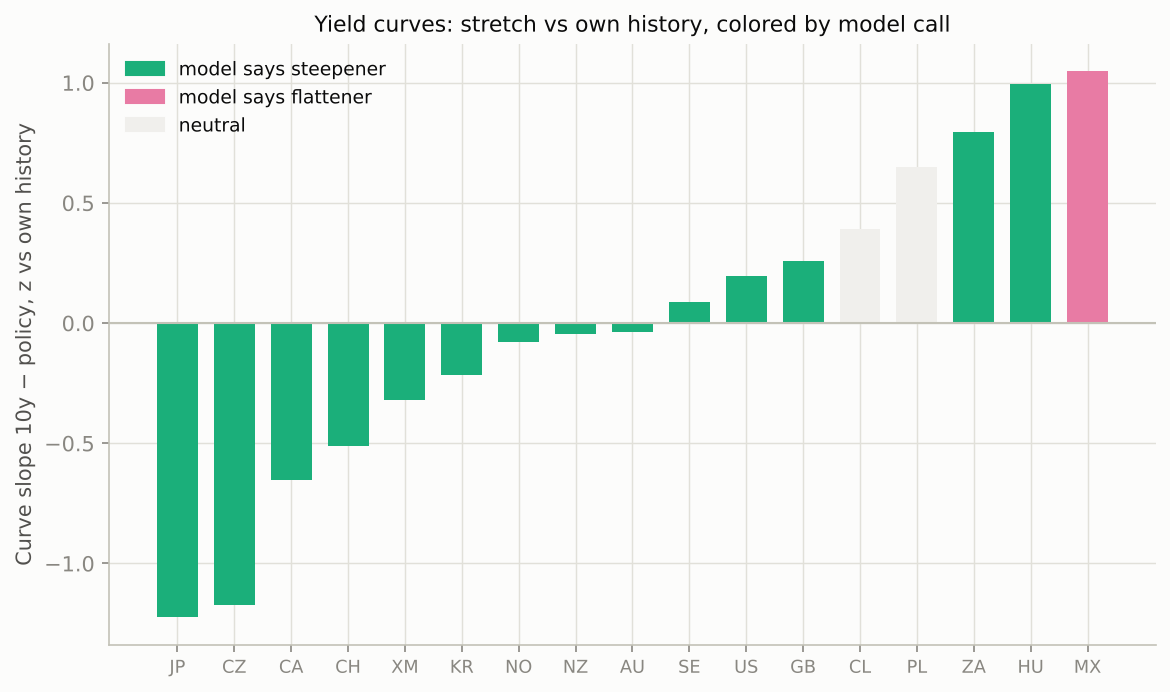 Yield curves: stretch vs own history, colored by model call
model says steepener
model says flattener
neutral
Curve slope 10y − policy, z vs own history
1.0
0.5
0.0
−0.5
−1.0
JP CZ CA CH XM KR NO NZ AU SE US GB CL PL ZA HU MX